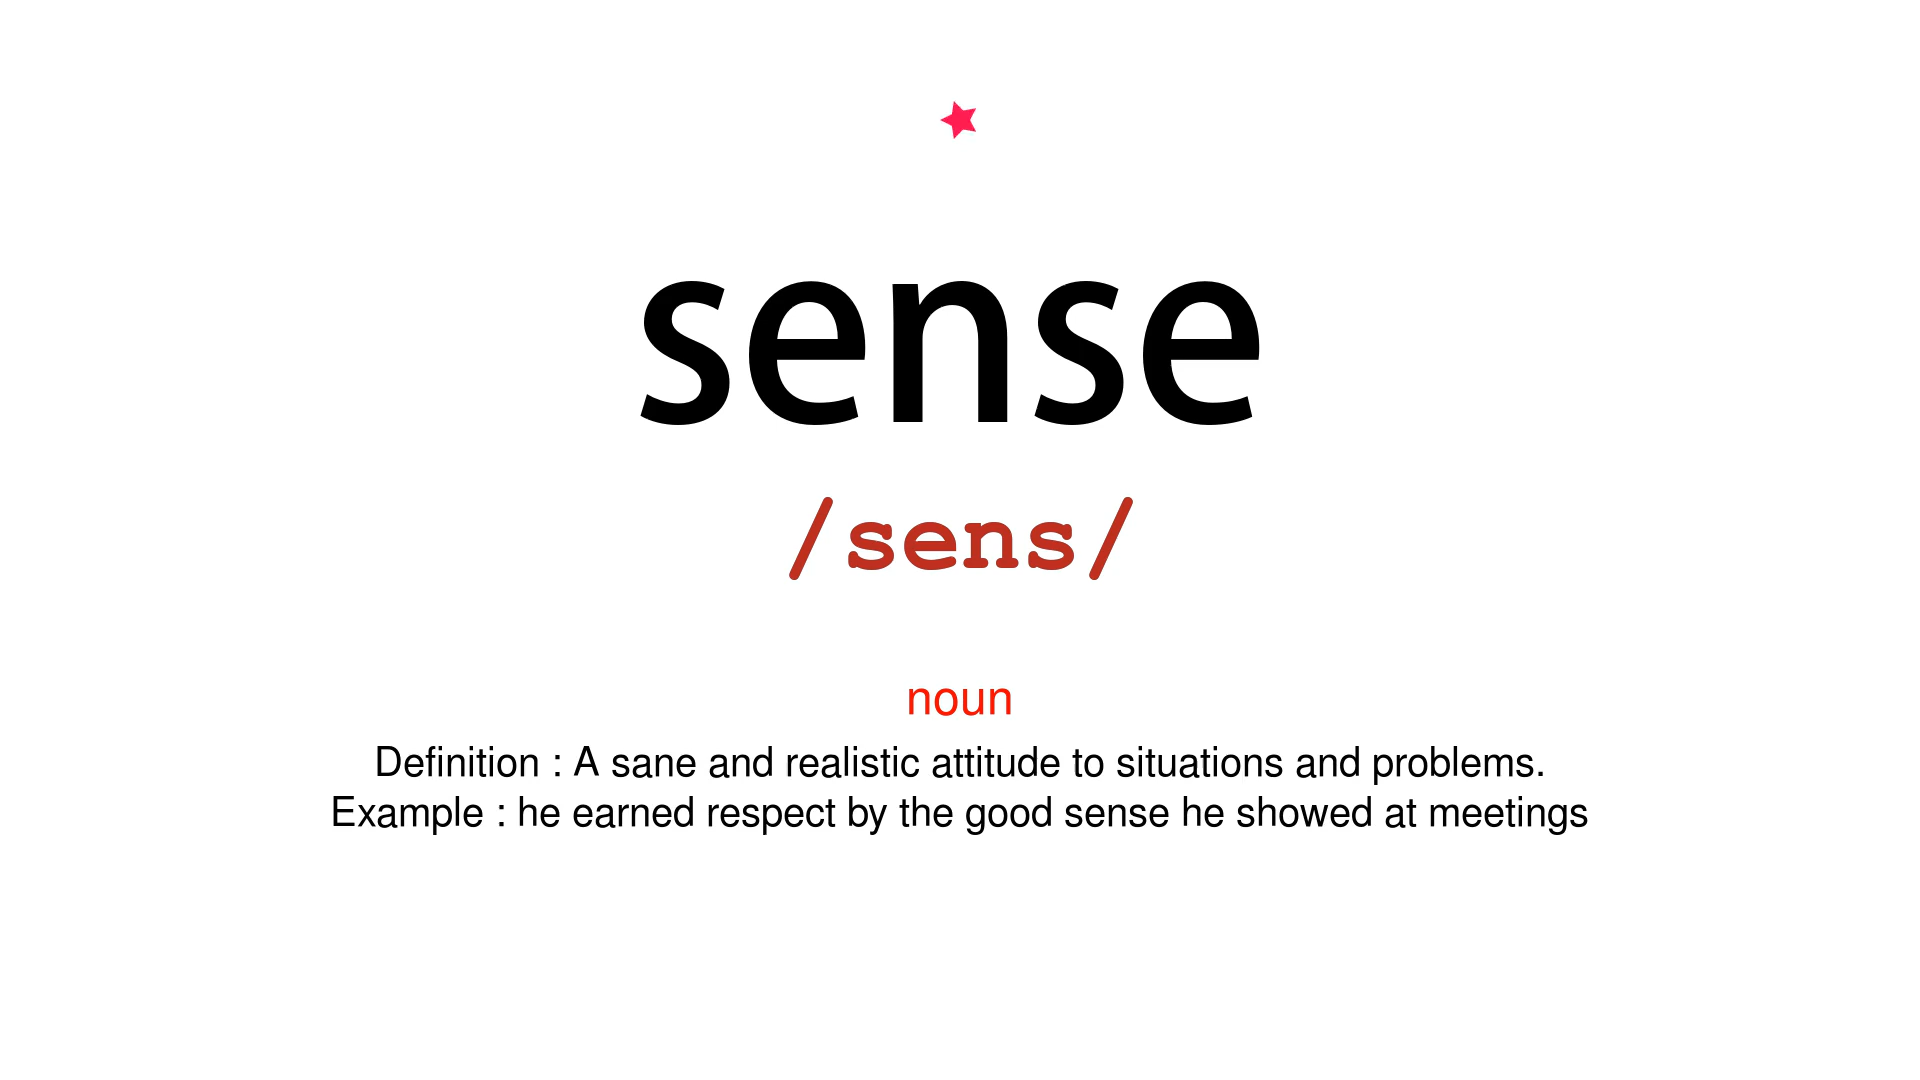 sense
/sens/
noun
Definition : A sane and realistic attitude to situations and problems.
Example : he earned respect by the good sense he showed at meetings